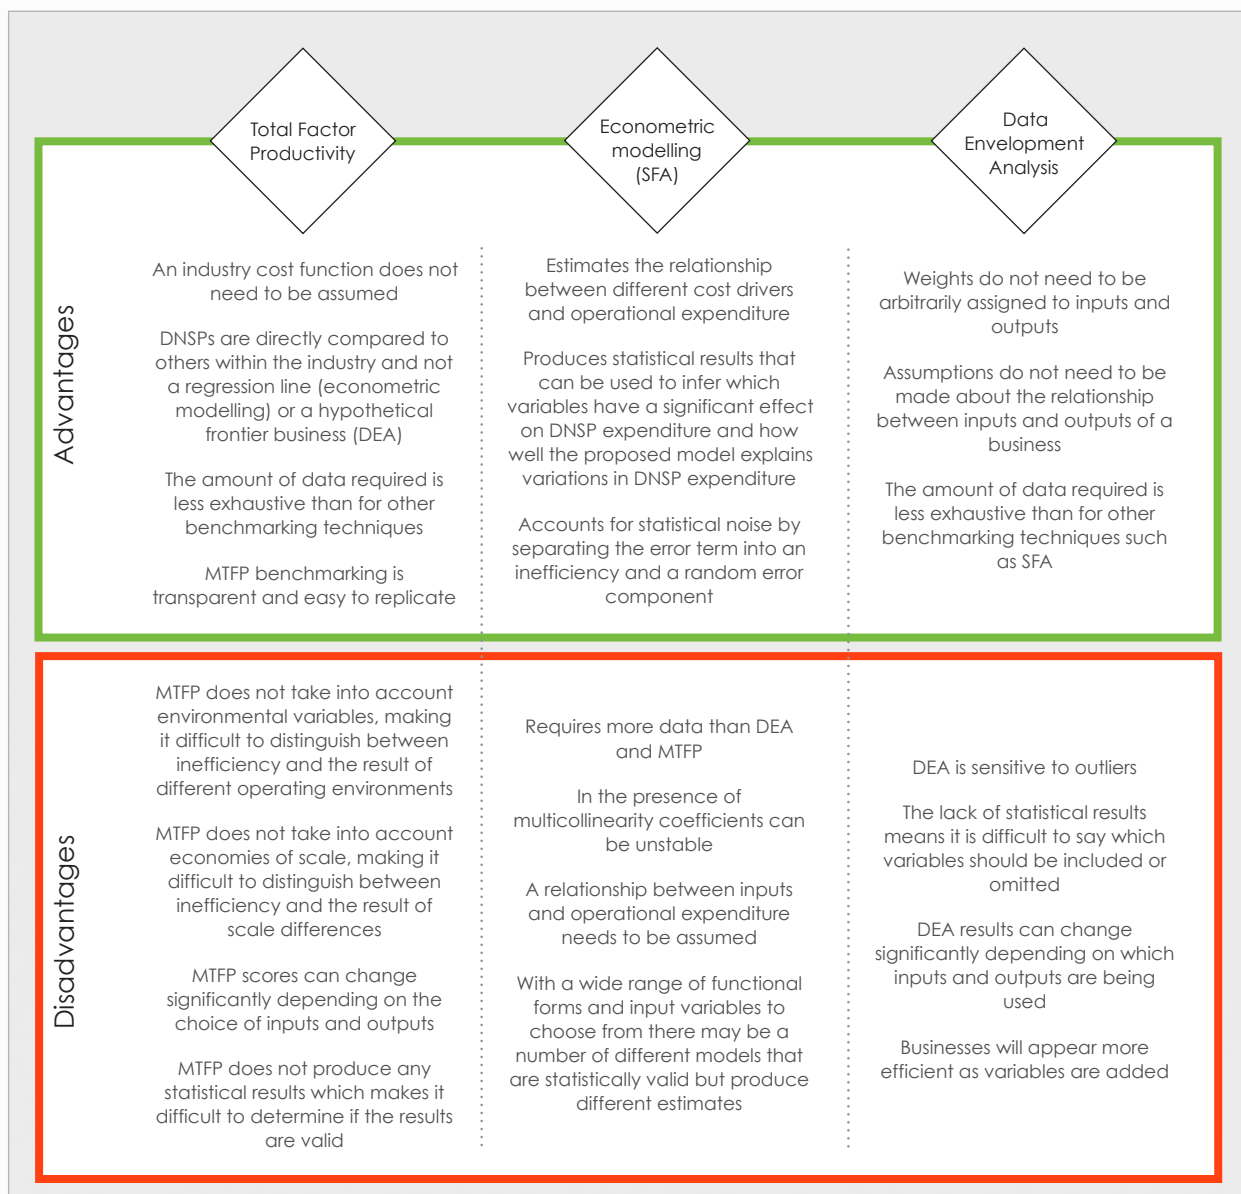 Total Factor
Productivity
Econometric
modelling
(SFA)
Data
Envelopment
Analysis
Advantages
An industry cost function does not
need to be assumed
DNSPs are directly compared to
others within the industry and not
a regression line (econometric
modelling) or a hypothetical
frontier business (DEA)
The amount of data required is
less exhaustive than for other
benchmarking techniques
MTFP benchmarking is
transparent and easy to replicate
Estimates the relationship
between different cost drivers
and operational expenditure
Produces statistical results that
can be used to infer which
variables have a significant effect
on DNSP expenditure and how
well the proposed model explains
variations in DNSP expenditure
Accounts for statistical noise by
separating the error term into an
inefficiency and a random error
component
Weights do not need to be
arbitrarily assigned to inputs and
outputs
Assumptions do not need to be
made about the relationship
between inputs and outputs of a
business
The amount of data required is
less exhaustive than for other
benchmarking techniques such
as SFA
Disadvantages
MTFP does not take into account
environmental variables, making
it difficult to distinguish between
inefficiency and the result of
different operating environments
MTFP does not take into account
economies of scale, making it
difficult to distinguish between
inefficiency and the result of
scale differences
MTFP scores can change
significantly depending on the
choice of inputs and outputs
MTFP does not produce any
statistical results which makes it
difficult to determine if the results
are valid
Requires more data than DEA
and MTFP
In the presence of
multicollinearity coefficients can
be unstable
A relationship between inputs
and operational expenditure
needs to be assumed
With a wide range of functional
forms and input variables to
choose from there may be a
number of different models that
are statistically valid but produce
different estimates
DEA is sensitive to outliers
The lack of statistical results
means it is difficult to say which
variables should be included or
omitted
DEA results can change
significantly depending on which
inputs and outputs are being
used
Businesses will appear more
efficient as variables are added